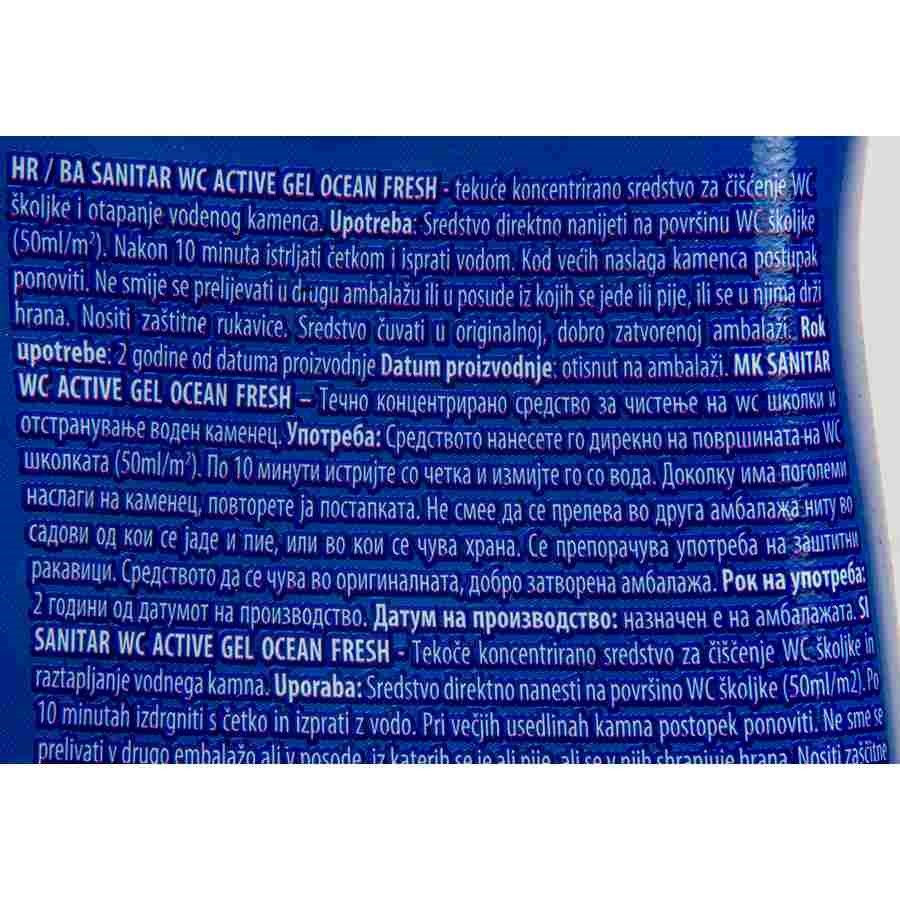 HR / BA SANITAR WC ACTIVE GEL OCEAN FRESH - tekuće koncentrirano sredstvo za čišćenje WC
školjke i otapanje vodenog kamenca. Upotreba: Sredstvo direktno nanijeti na površinu WC školjke
(50ml/m²). Nakon 10 minuta istrljati četkom i isprati vodom. Kod većih naslaga kamenca postupak
ponoviti. Ne smije se prelijevati u drugu ambalažu ili u posude iz kojih se jede ili pije, ili se u njima drži
hrana. Nositi zaštitne rukavice. Sredstvo čuvati u originalnoj, dobro zatvorenoj ambalaži. Rok
upotrebe: 2 godine od datuma proizvodnje Datum proizvodnje: otisnut na ambalaži. MK SANITAR
WC ACTIVE GEL OCEAN FRESH – Течно концентрирано средство за чистење на wc школки и
отстранување воден каменец. Употреба: Средството нанесете го дирекно на површината на WC
школката (50ml/m²). По 10 минути истријте со четка и измијте го со вода. Доколку има поголеми
наслаги на каменец, повторете ја постапката. Не смее да се прелева во друга амбалажа ниту во
садови од кои се јаде и пие, или во кои се чува храна. Се препорачува употреба на заштитни
ракавици. Средството да се чува во оригиналната, добро затворена амбалажа. Рок на употреба:
2 години од датумот на производство. Датум на производство: назначен е на амбалажата. SI
SANITAR WC ACTIVE GEL OCEAN FRESH - Tekoče koncentrirano sredstvo za čiščenje WC školjke in
raztapljanje vodnega kamna. Uporaba: Sredstvo direktno nanesti na površino WC školjke (50ml/m2). Po
10 minutah izdrgniti s četko in izprati z vodo. Pri večjih usedlinah kamna postopek ponoviti. Ne sme se
prelivati v drugo embalažo ali v posode, iz katerih se je ali pije, ali se v njih shranjuje hrana. Nositi zaščitne